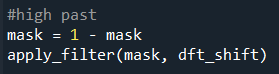 #high past
mask = 1 - mask
apply_filter(mask, dft_shift)